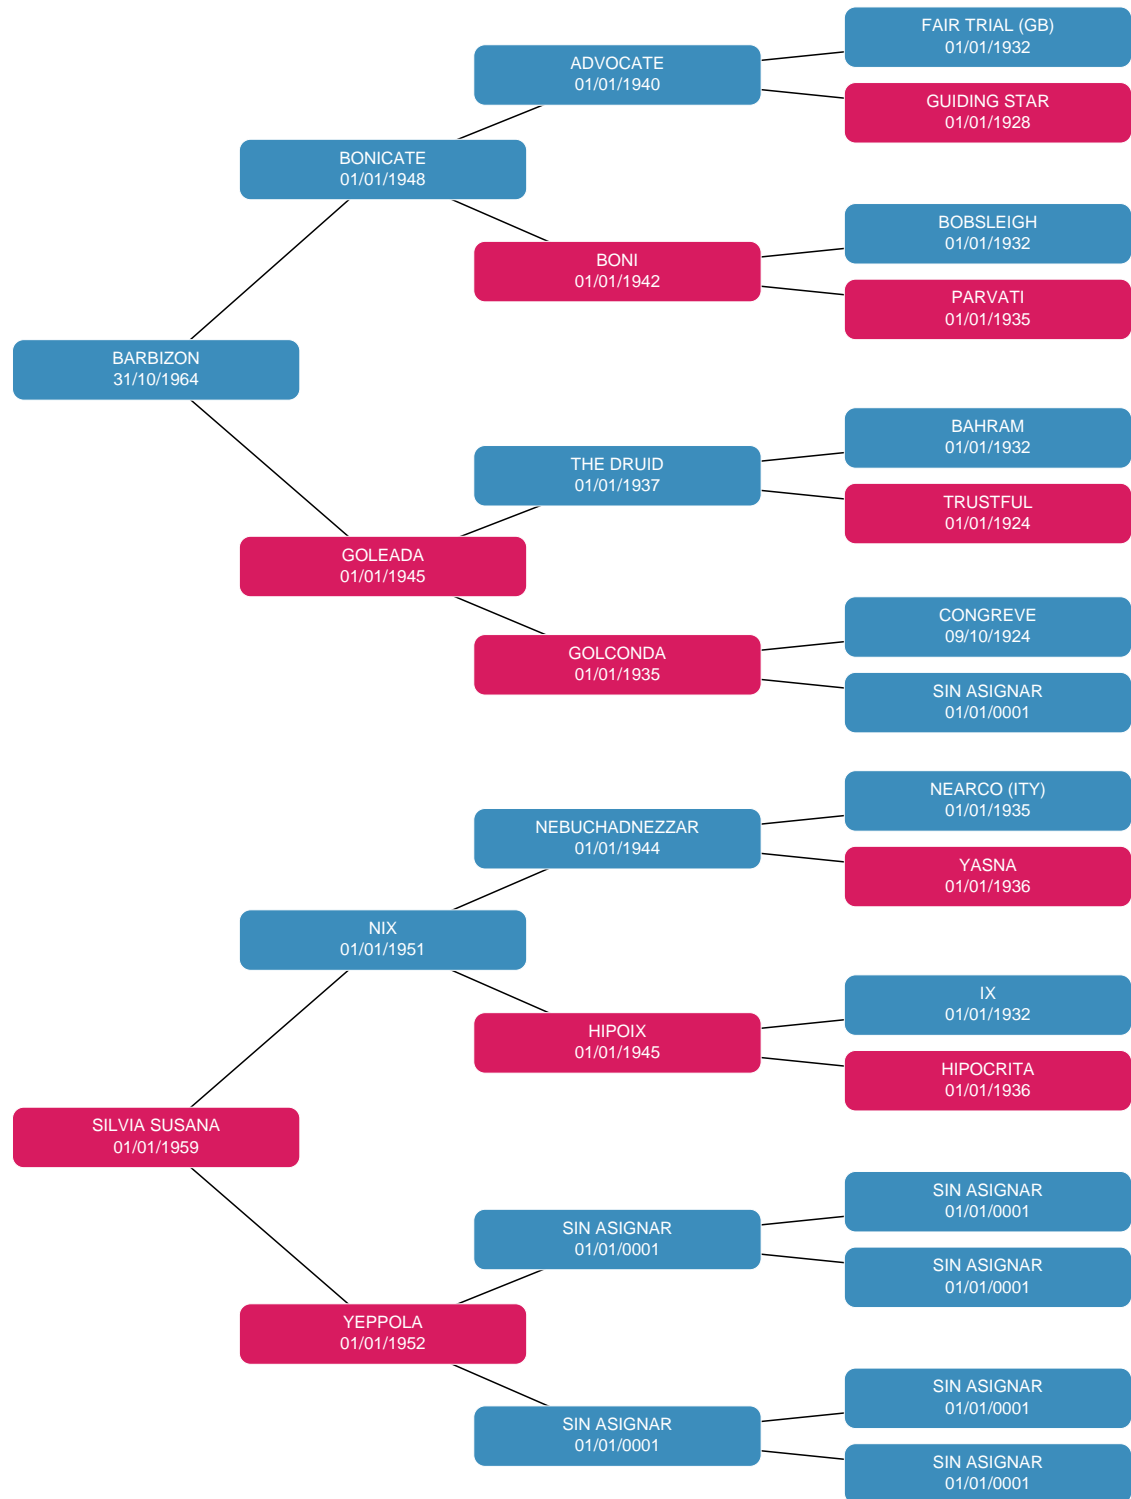 FAIR TRIAL (GB)
01/01/1932
ADVOCATE
01/01/1940
GUIDING STAR
01/01/1928
BONICATE
01/01/1948
BOBSLEIGH
01/01/1932
BONI
01/01/1942
PARVATI
01/01/1935
BARBIZON
31/10/1964
BAHRAM
01/01/1932
THE DRUID
01/01/1937
TRUSTFUL
01/01/1924
GOLEADA
01/01/1945
CONGREVE
09/10/1924
GOLCONDA
01/01/1935
SIN ASIGNAR
01/01/0001
NEARCO (ITY)
01/01/1935
NEBUCHADNEZZAR
01/01/1944
YASNA
01/01/1936
NIX
01/01/1951
IX
01/01/1932
HIPOIX
01/01/1945
HIPOCRITA
01/01/1936
SILVIA SUSANA
01/01/1959
SIN ASIGNAR
01/01/0001
SIN ASIGNAR
01/01/0001
SIN ASIGNAR
01/01/0001
YEPPOLA
01/01/1952
SIN ASIGNAR
01/01/0001
SIN ASIGNAR
01/01/0001
SIN ASIGNAR
01/01/0001